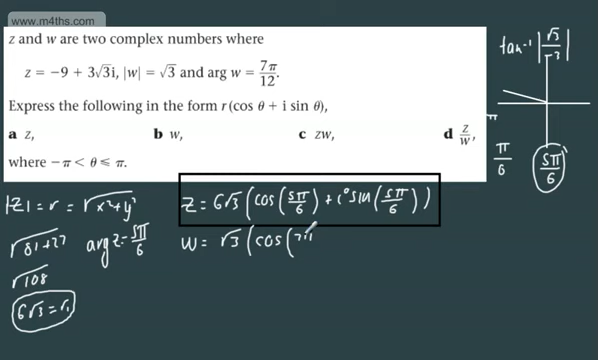 www.m4ths.com
z and w are two complex numbers where
z = −9 + 3√3i, |w| = √3 and arg w = 7π/12.
Express the following in the form r(cos θ + i sin θ),
a z, b w, c zw, d z/w,
where −π < θ ⩽ π.
tan⁻¹ |√3/−3|
π/6 5π/6
|z| = r = √x²+y²
√81+27 arg z = 5π/6
√108
6√3 = r₁
z = 6√3 (cos(5π/6) + i sin(5π/6))
w = √3 (cos(7π